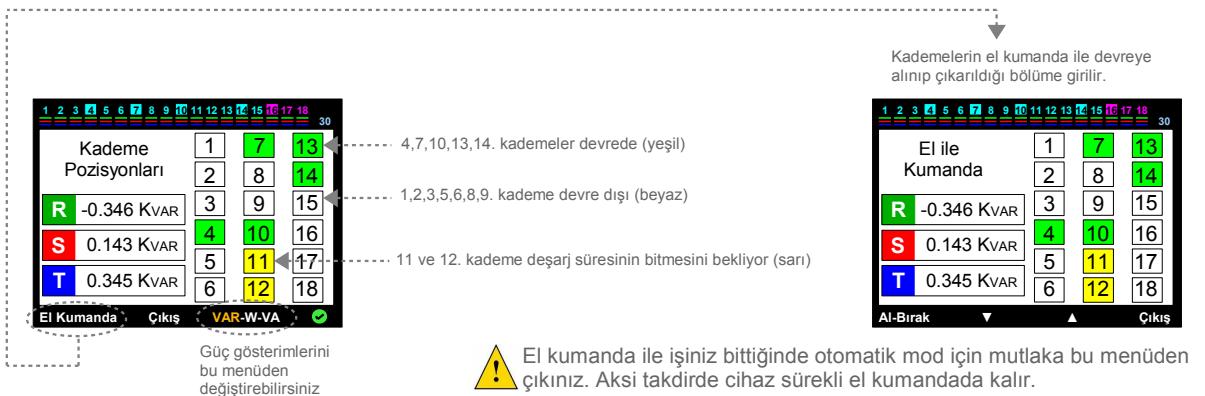 Kademelerin el kumanda ile devreye
alınıp çıkarıldığı bölüme girilir.
1 2 3 4 5 6 7 8 9 10 11 12 13 14 15 16 17 18
30
Kademe
Pozisyonları
R -0.346 KVAR
S 0.143 KVAR
T 0.345 KVAR
1 7 13
2 8 14
3 9 15
4 10 16
5 11 17
6 12 18
El Kumanda Çıkış VAR-W-VA
4,7,10,13,14. kademeler devrede (yeşil)
1,2,3,5,6,8,9. kademe devre dışı (beyaz)
11 ve 12. kademe deşarj süresinin bitmesini bekliyor (sarı)
1 2 3 4 5 6 7 8 9 10 11 12 13 14 15 16 17 18
30
El ile
Kumanda
R -0.346 KVAR
S 0.143 KVAR
T 0.345 KVAR
1 7 13
2 8 14
3 9 15
4 10 16
5 11 17
6 12 18
Al-Bırak ▼ ▲ Çıkış
Güç gösterimlerini
bu menüden
değiştirebilirsiniz
! El kumanda ile işiniz bittiğinde otomatik mod için mutlaka bu menüden
çıkınız. Aksi takdirde cihaz sürekli el kumandada kalır.